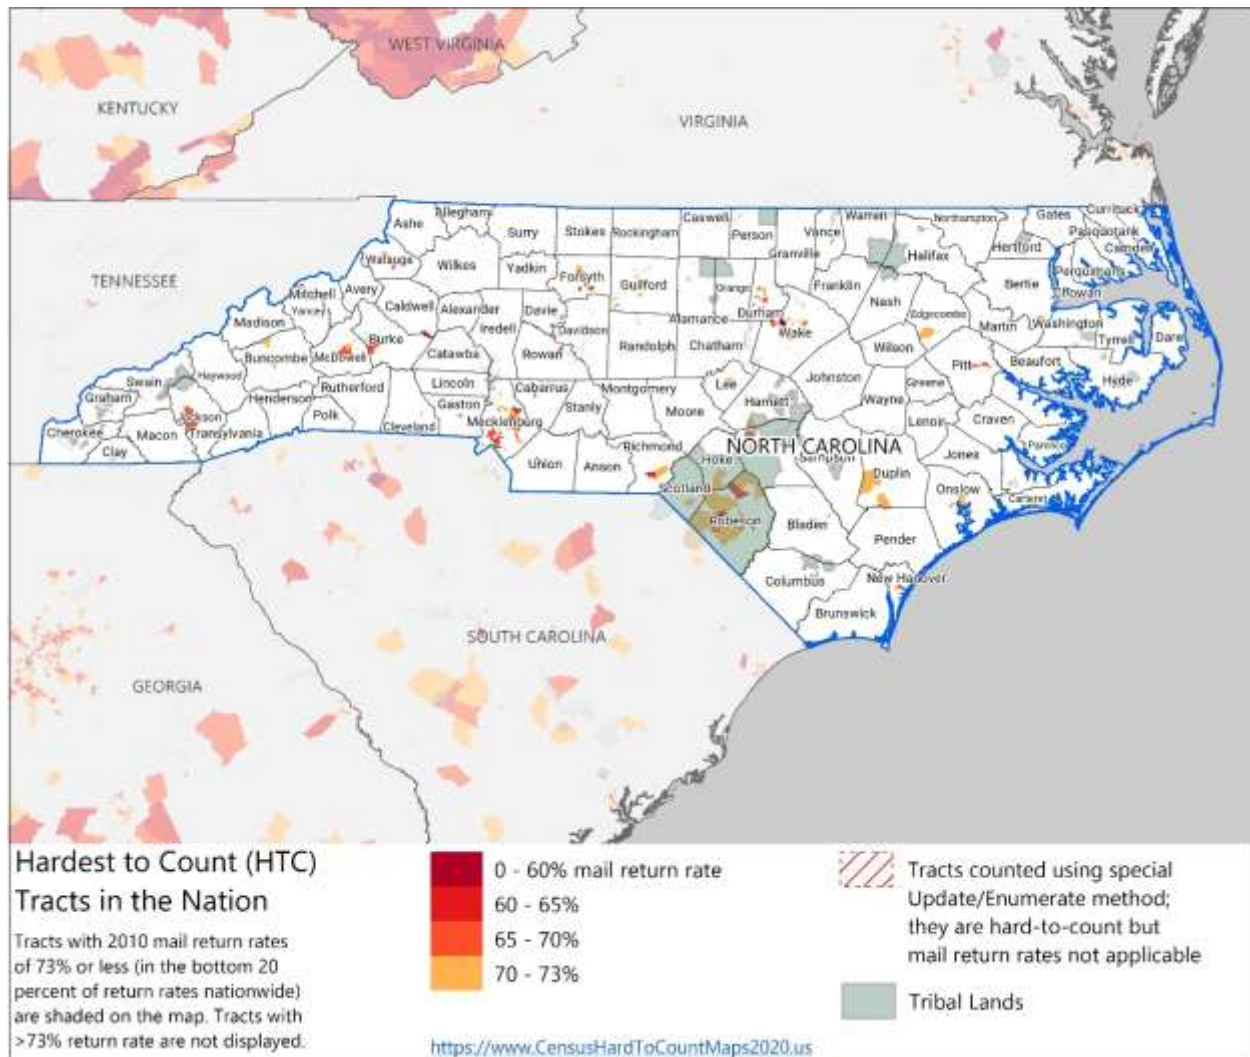 WEST VIRGINIA
KENTUCKY
VIRGINIA
TENNESSEE
Ashe
Alleghany
Surry
Stokes
Rockingham
Caswell
Person
Granville
Vance
Warren
Northampton
Gates
Currituck
Pasquotank
Camden
Hertford
Halifax
Watauga
Wilkes
Yadkin
Forsyth
Guilford
Orange
Durham
Franklin
Bertie
Perquimans
Chowan
Mitchell
Avery
Yancey
Caldwell
Alexander
Davie
Iredell
Davidson
Alamance
Wake
Nash
Edgecombe
Martin
Washington
Tyrrell
Dare
Madison
Buncombe
McDowell
Burke
Catawba
Rowan
Randolph
Chatham
Wilson
Pitt
Beaufort
Hyde
Swain
Haywood
Graham
Henderson
Rutherford
Lincoln
Cabarrus
Montgomery
Lee
Harnett
Johnston
Greene
Wayne
Cherokee
Clay
Macon
Jackson
Transylvania
Polk
Cleveland
Gaston
Mecklenburg
Stanly
Moore
Lenoir
Craven
Pamlico
Union
Anson
Richmond
NORTH CAROLINA
Hoke
Sampson
Duplin
Jones
Onslow
Carteret
Scotland
Robeson
Bladen
Pender
Columbus
New Hanover
Brunswick
SOUTH CAROLINA
GEORGIA
Hardest to Count (HTC)
Tracts in the Nation
Tracts with 2010 mail return rates
of 73% or less (in the bottom 20
percent of return rates nationwide)
are shaded on the map. Tracts with
>73% return rate are not displayed.
0 - 60% mail return rate
60 - 65%
65 - 70%
70 - 73%
https://www.CensusHardToCountMaps2020.us
Tracts counted using special
Update/Enumerate method;
they are hard-to-count but
mail return rates not applicable
Tribal Lands